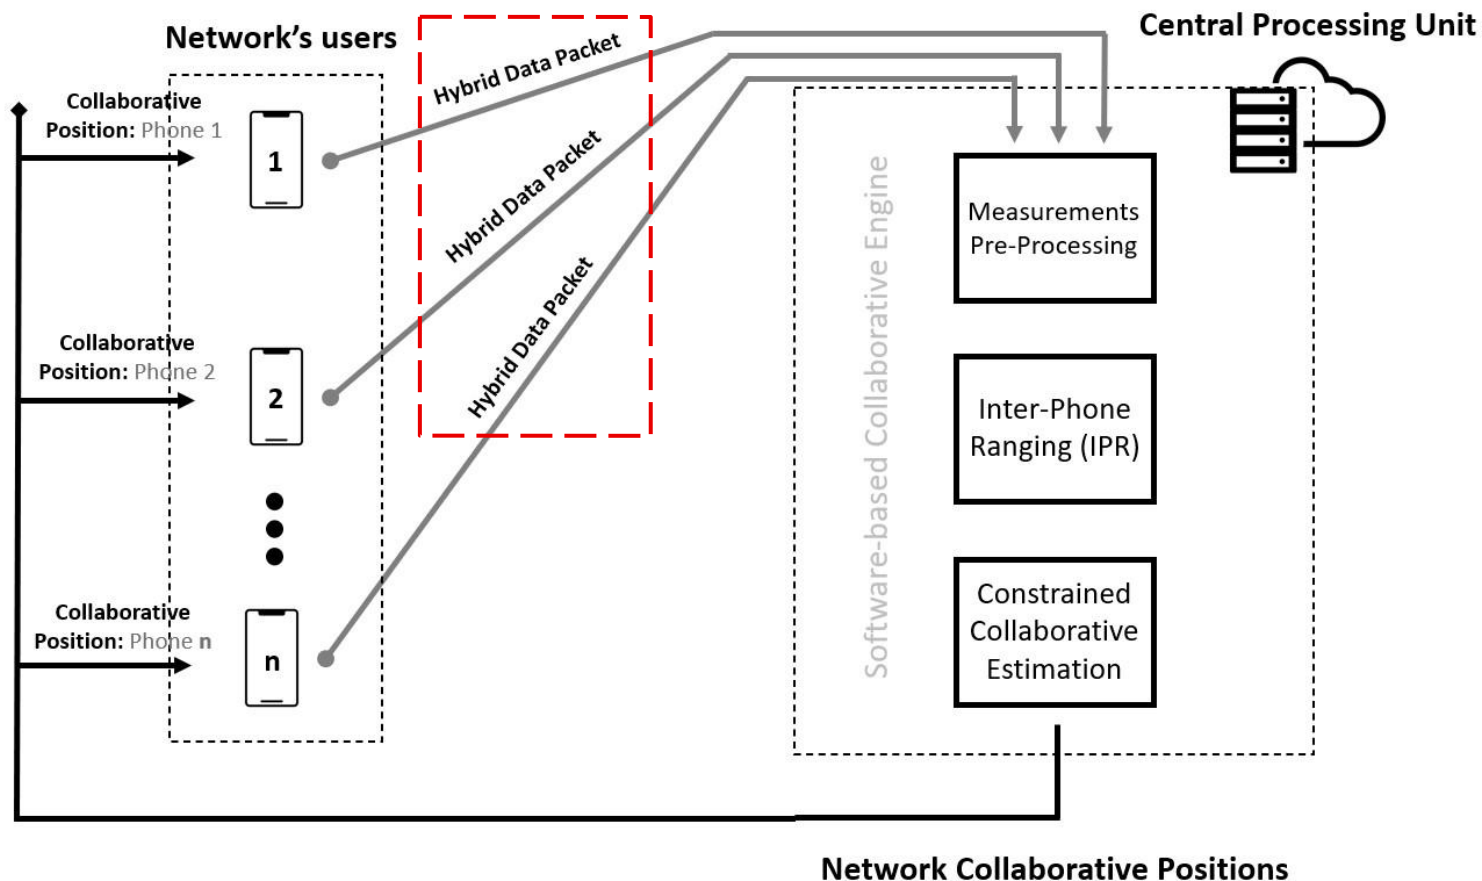 Network's users
Central Processing Unit
Collaborative
Position: Phone 1
1
Hybrid Data Packet
Collaborative
Position: Phone 2
2
Hybrid Data Packet
Collaborative
Position: Phone n
n
Hybrid Data Packet
Software-based Collaborative Engine
Measurements
Pre-Processing
Inter-Phone
Ranging (IPR)
Constrained
Collaborative
Estimation
Network Collaborative Positions